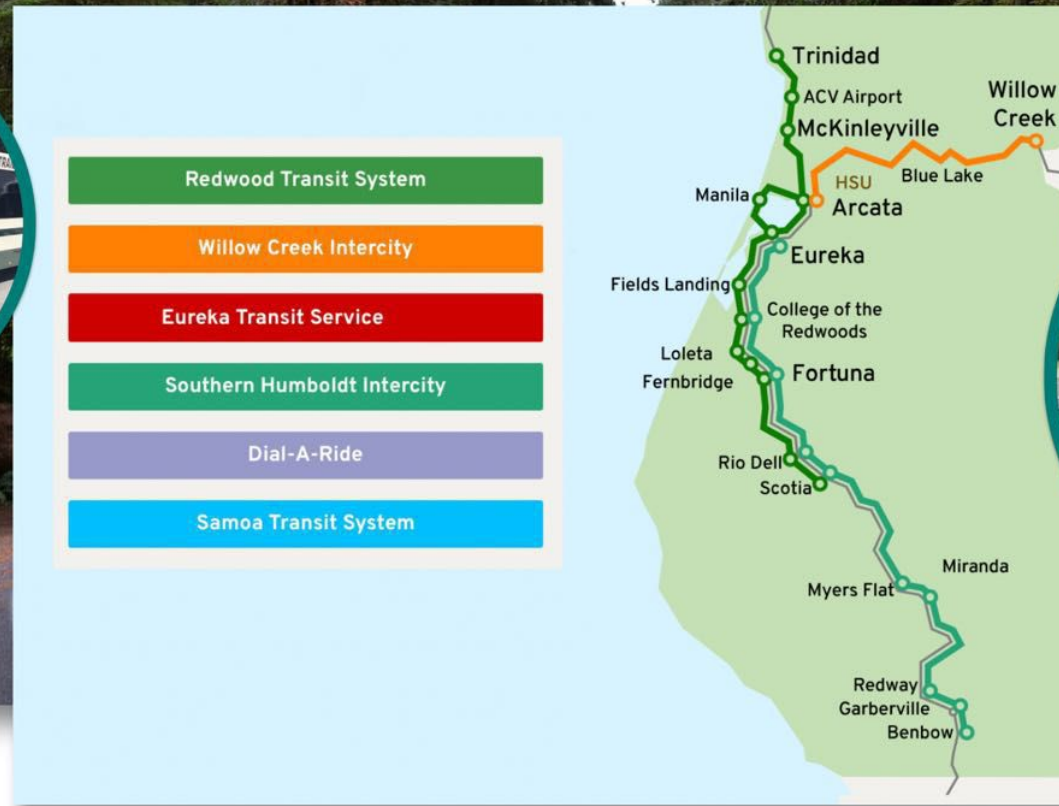 Redwood Transit System
Willow Creek Intercity
Eureka Transit Service
Southern Humboldt Intercity
Dial-A-Ride
Samoa Transit System
Trinidad
ACV Airport
McKinleyville
Willow
Creek
Blue Lake
HSU
Arcata
Manila
Eureka
Fields Landing
College of the
Redwoods
Loleta
Fernbridge
Fortuna
Rio Dell
Scotia
Miranda
Myers Flat
Redway
Garberville
Benbow